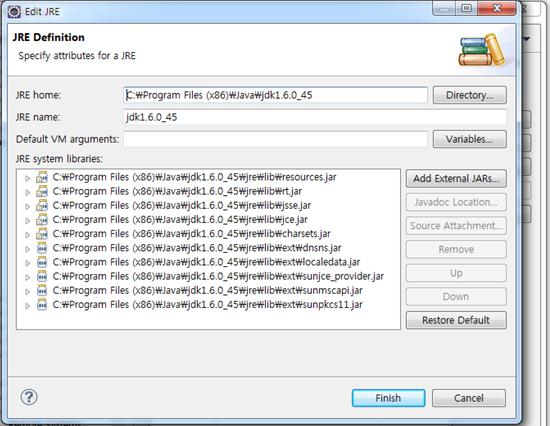 Edit JRE
JRE Definition
Specify attributes for a JRE
JRE home:
C:₩Program Files (x86)₩Java₩jdk1.6.0_45
Directory...
JRE name:
jdk1.6.0_45
Default VM arguments:
Variables...
JRE system libraries:
C:₩Program Files (x86)₩Java₩jdk1.6.0_45₩jre₩lib₩resources.jar
C:₩Program Files (x86)₩Java₩jdk1.6.0_45₩jre₩lib₩rt.jar
C:₩Program Files (x86)₩Java₩jdk1.6.0_45₩jre₩lib₩jsse.jar
C:₩Program Files (x86)₩Java₩jdk1.6.0_45₩jre₩lib₩jce.jar
C:₩Program Files (x86)₩Java₩jdk1.6.0_45₩jre₩lib₩charsets.jar
C:₩Program Files (x86)₩Java₩jdk1.6.0_45₩jre₩lib₩ext₩dnsns.jar
C:₩Program Files (x86)₩Java₩jdk1.6.0_45₩jre₩lib₩ext₩localedata.jar
C:₩Program Files (x86)₩Java₩jdk1.6.0_45₩jre₩lib₩ext₩sunjce_provider.jar
C:₩Program Files (x86)₩Java₩jdk1.6.0_45₩jre₩lib₩ext₩sunmscapi.jar
C:₩Program Files (x86)₩Java₩jdk1.6.0_45₩jre₩lib₩ext₩sunpkcs11.jar
Add External JARs...
Javadoc Location...
Source Attachment...
Remove
Up
Down
Restore Default
?
Finish
Cancel